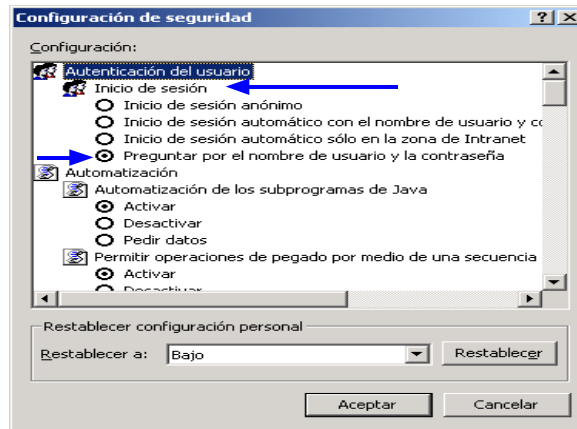 Configuración de seguridad
Configuración:
Autenticación del usuario
Inicio de sesión
Inicio de sesión anónimo
Inicio de sesión automático con el nombre de usuario y
Inicio de sesión automático sólo en la zona de Intranet
Preguntar por el nombre de usuario y la contraseña
Automatización
Automatización de los subprogramas de Java
Activar
Desactivar
Pedir datos
Permitir operaciones de pegado por medio de una secuencia
Activar
Desactivar
Restablecer configuración personal
Restablecer a: Bajo Restablecer
Aceptar Cancelar